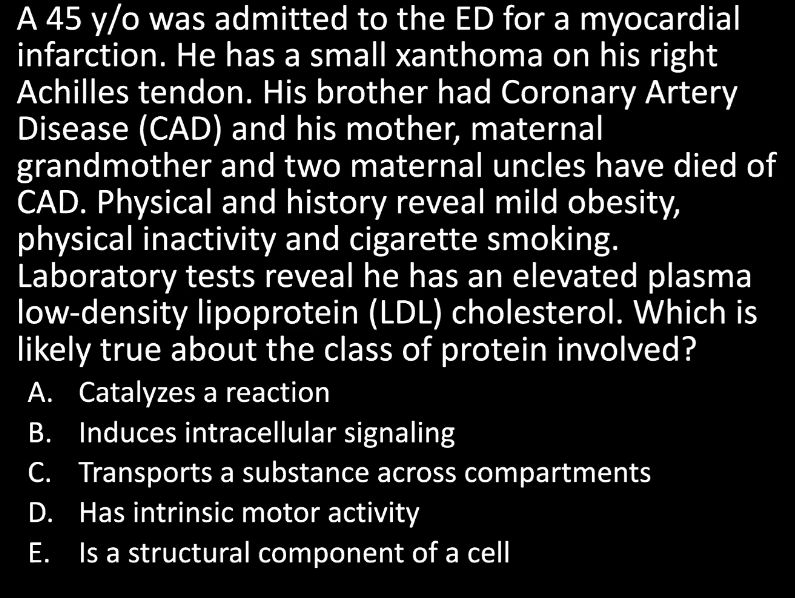 A 45 y/o was admitted to the ED for a myocardial
infarction. He has a small xanthoma on his right
Achilles tendon. His brother had Coronary Artery
Disease (CAD) and his mother, maternal
grandmother and two maternal uncles have died of
CAD. Physical and history reveal mild obesity,
physical inactivity and cigarette smoking.
Laboratory tests reveal he has an elevated plasma
low-density lipoprotein (LDL) cholesterol. Which is
likely true about the class of protein involved?
A. Catalyzes a reaction
B. Induces intracellular signaling
C. Transports a substance across compartments
D. Has intrinsic motor activity
E. Is a structural component of a cell